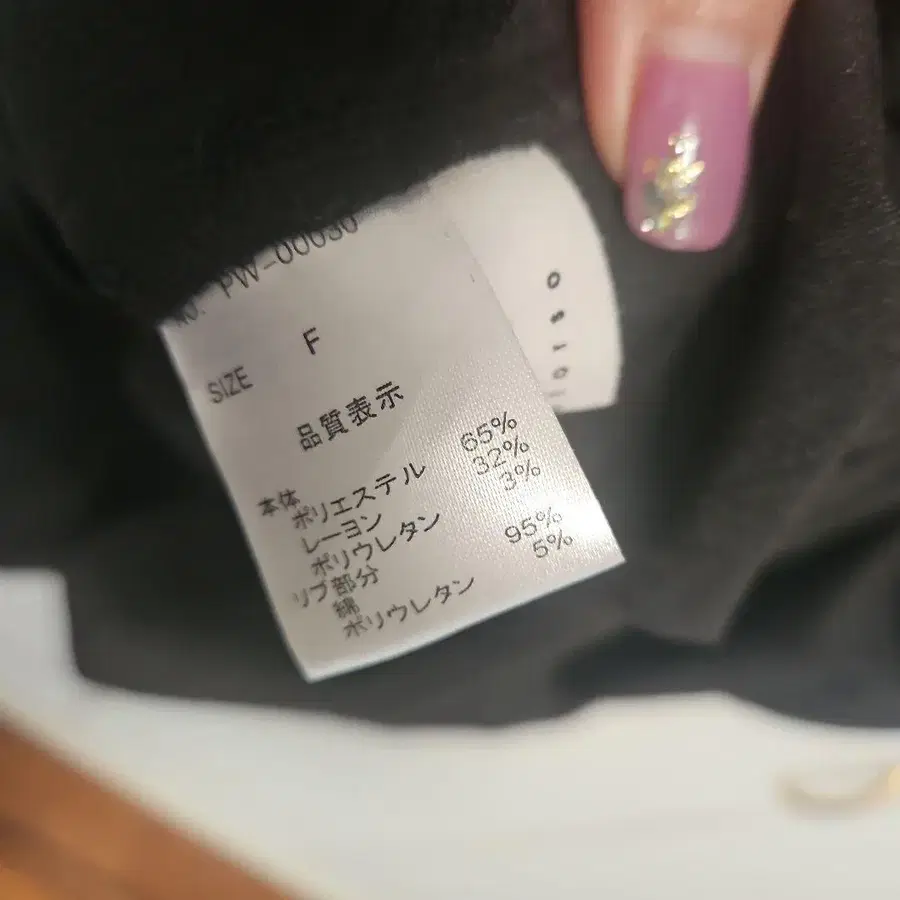 No. PW-00030
SIZE F
品質表示
本体
ポリエステル 65%
レーヨン 32%
ポリウレタン 3%
リブ部分
綿 95%
ポリウレタン 5%